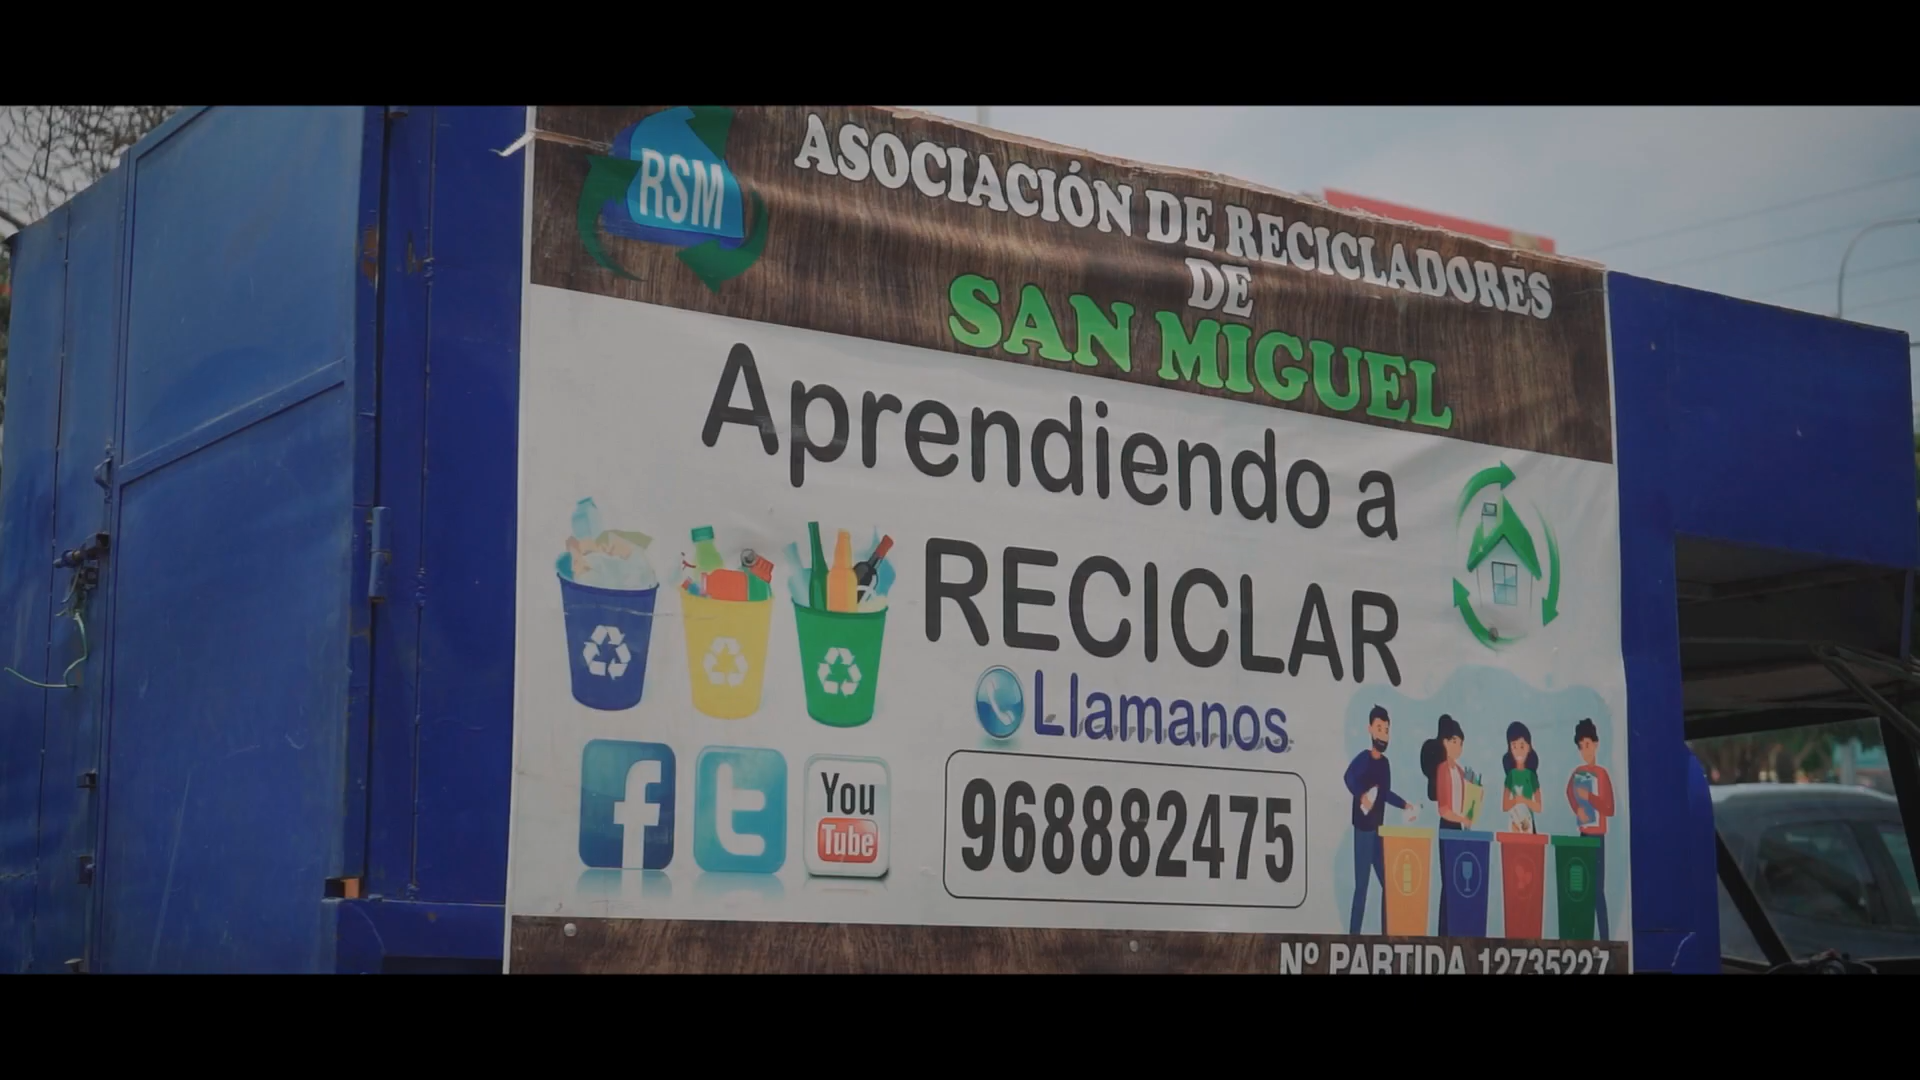 RSM
ASOCIACIÓN DE RECICLADORES
DE
SAN MIGUEL
Aprendiendo a
RECICLAR
Llamanos
968882475
You
Tube
Nº PARTIDA 12735227